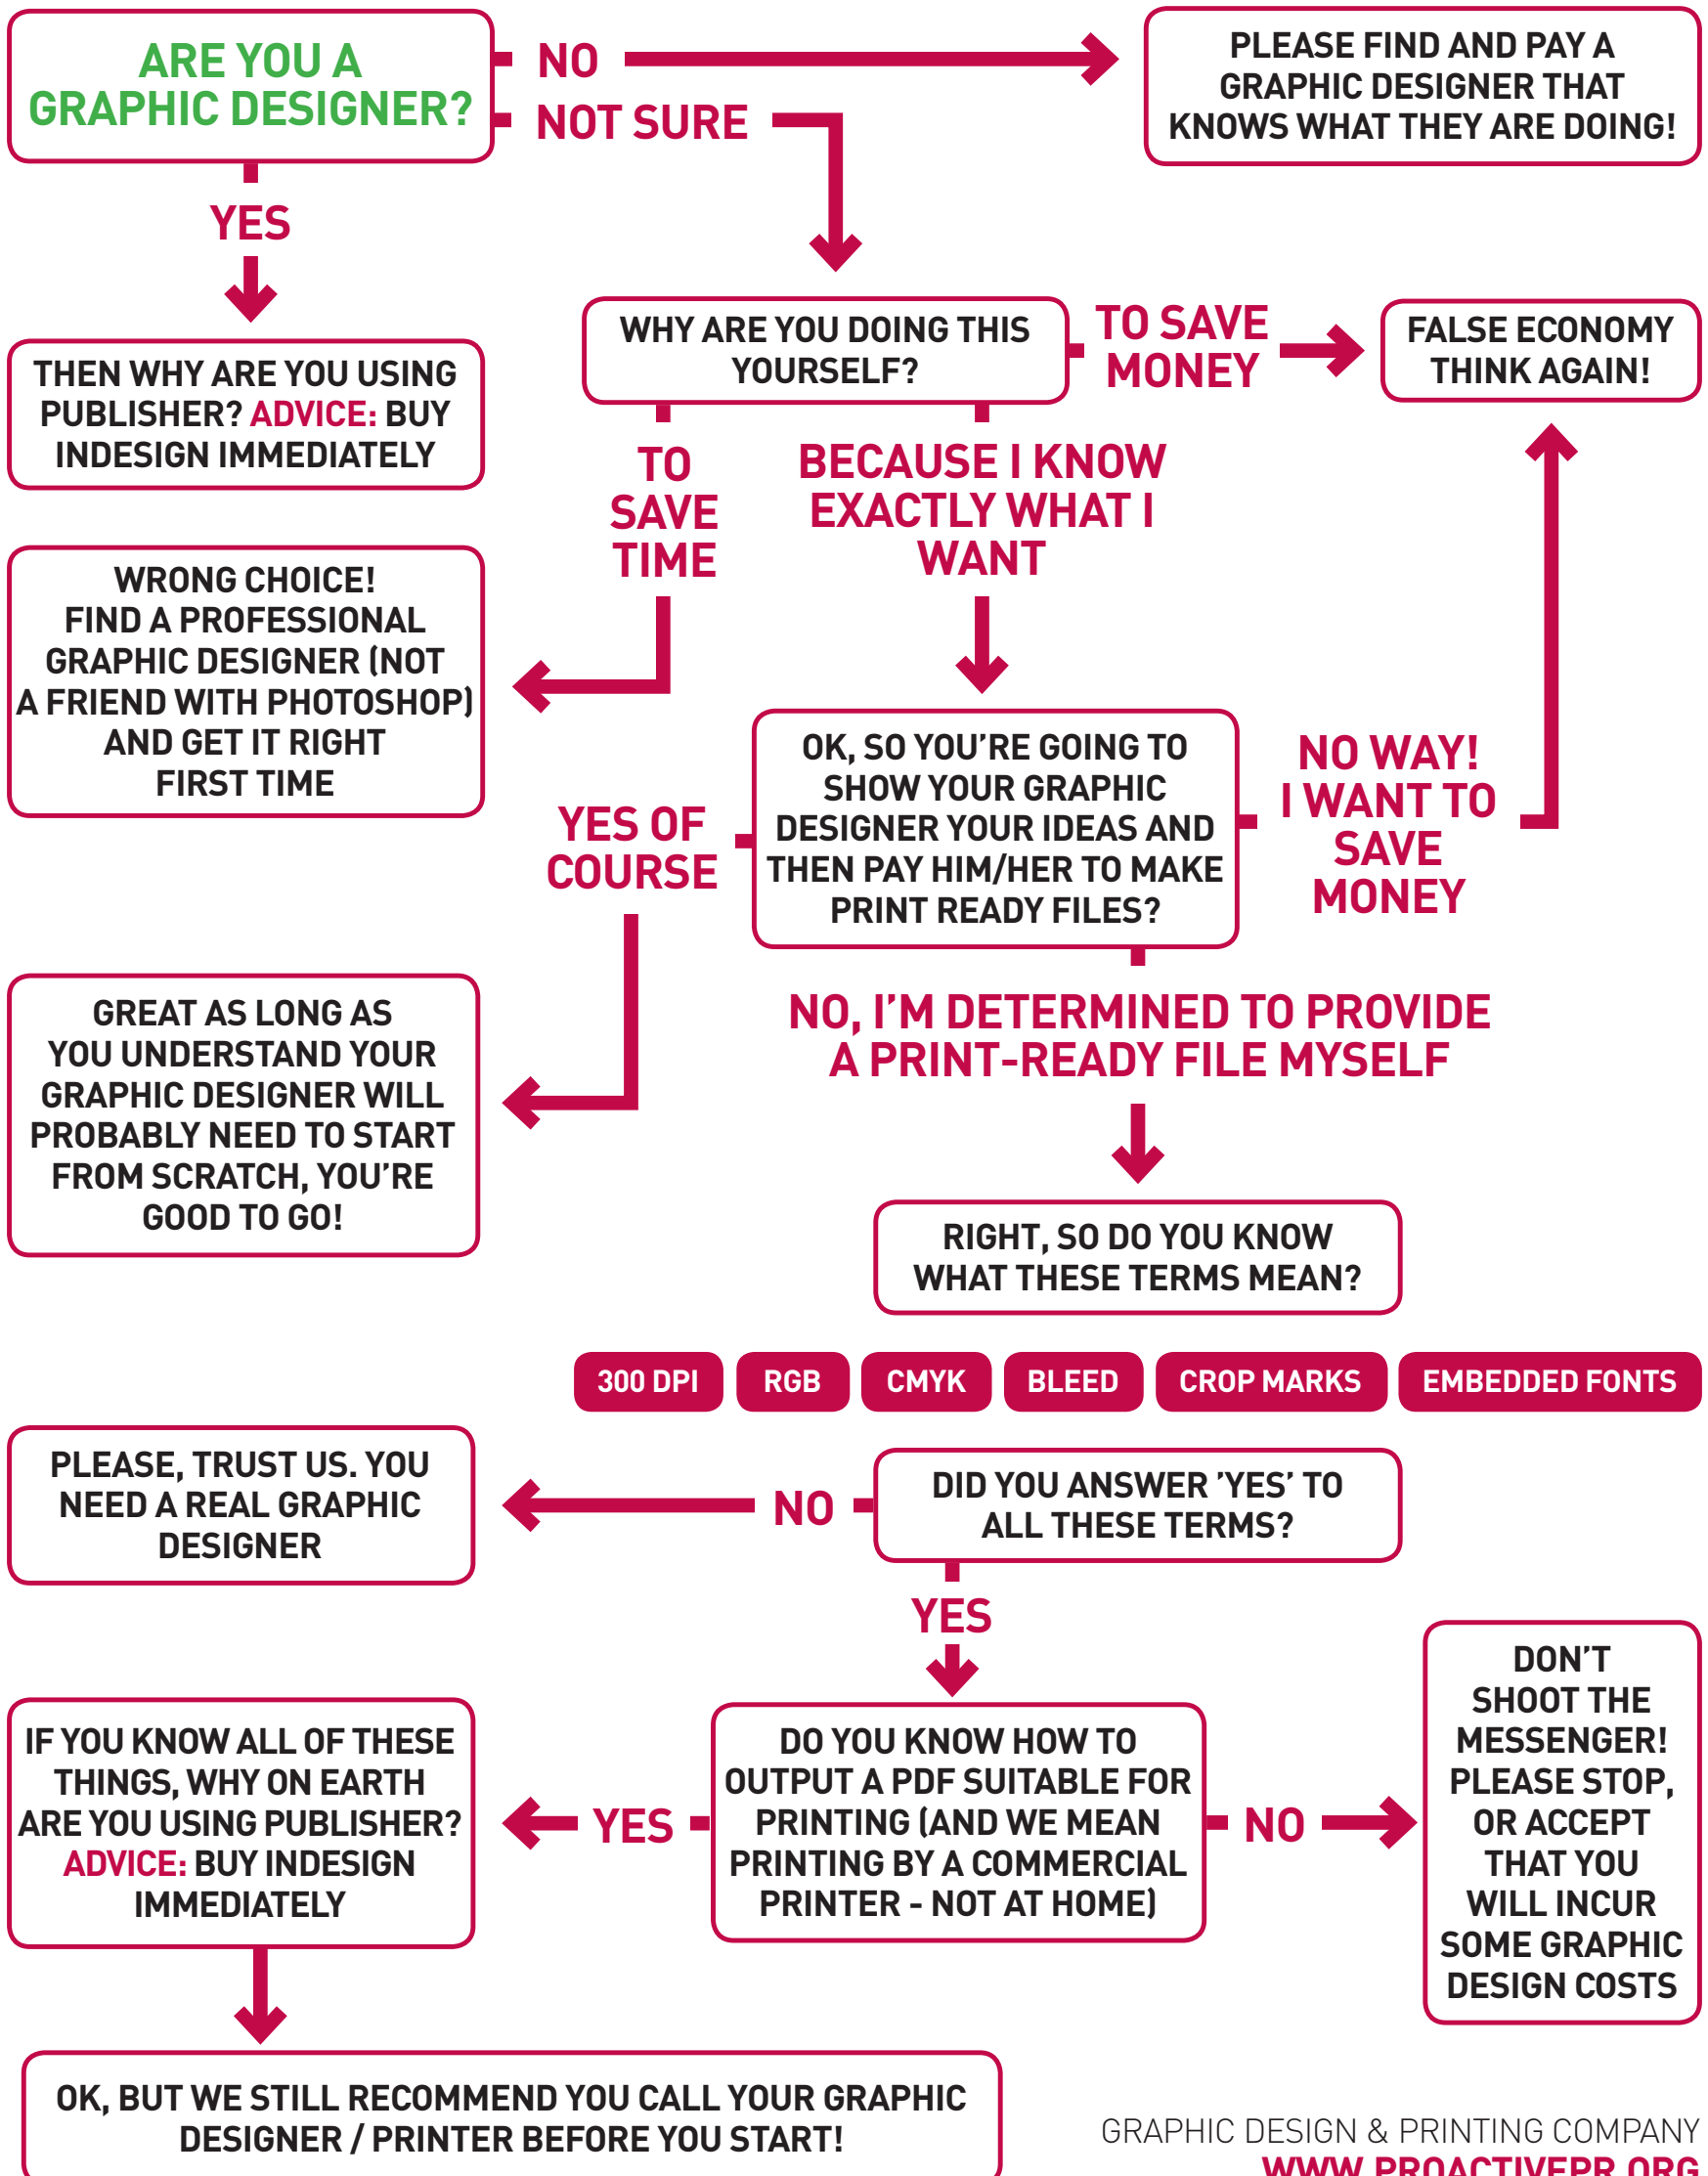 ARE YOU A
GRAPHIC DESIGNER?
NO
PLEASE FIND AND PAY A
GRAPHIC DESIGNER THAT
KNOWS WHAT THEY ARE DOING!
NOT SURE
YES
THEN WHY ARE YOU USING
PUBLISHER? ADVICE: BUY
INDESIGN IMMEDIATELY
WHY ARE YOU DOING THIS
YOURSELF?
TO SAVE
MONEY
FALSE ECONOMY
THINK AGAIN!
TO
SAVE
TIME
BECAUSE I KNOW
EXACTLY WHAT I
WANT
WRONG CHOICE!
FIND A PROFESSIONAL
GRAPHIC DESIGNER (NOT
A FRIEND WITH PHOTOSHOP)
AND GET IT RIGHT
FIRST TIME
OK, SO YOU’RE GOING TO
SHOW YOUR GRAPHIC
DESIGNER YOUR IDEAS AND
THEN PAY HIM/HER TO MAKE
PRINT READY FILES?
NO WAY!
I WANT TO
SAVE
MONEY
YES OF
COURSE
GREAT AS LONG AS
YOU UNDERSTAND YOUR
GRAPHIC DESIGNER WILL
PROBABLY NEED TO START
FROM SCRATCH, YOU’RE
GOOD TO GO!
NO, I’M DETERMINED TO PROVIDE
A PRINT-READY FILE MYSELF
RIGHT, SO DO YOU KNOW
WHAT THESE TERMS MEAN?
300 DPI RGB CMYK BLEED CROP MARKS EMBEDDED FONTS
PLEASE, TRUST US. YOU
NEED A REAL GRAPHIC
DESIGNER
NO
DID YOU ANSWER ’YES’ TO
ALL THESE TERMS?
YES
IF YOU KNOW ALL OF THESE
THINGS, WHY ON EARTH
ARE YOU USING PUBLISHER?
ADVICE: BUY INDESIGN
IMMEDIATELY
YES
DO YOU KNOW HOW TO
OUTPUT A PDF SUITABLE FOR
PRINTING (AND WE MEAN
PRINTING BY A COMMERCIAL
PRINTER - NOT AT HOME)
NO
DON’T
SHOOT THE
MESSENGER!
PLEASE STOP,
OR ACCEPT
THAT YOU
WILL INCUR
SOME GRAPHIC
DESIGN COSTS
OK, BUT WE STILL RECOMMEND YOU CALL YOUR GRAPHIC
DESIGNER / PRINTER BEFORE YOU START!
GRAPHIC DESIGN & PRINTING COMPANY
WWW.PROACTIVEPR.ORG